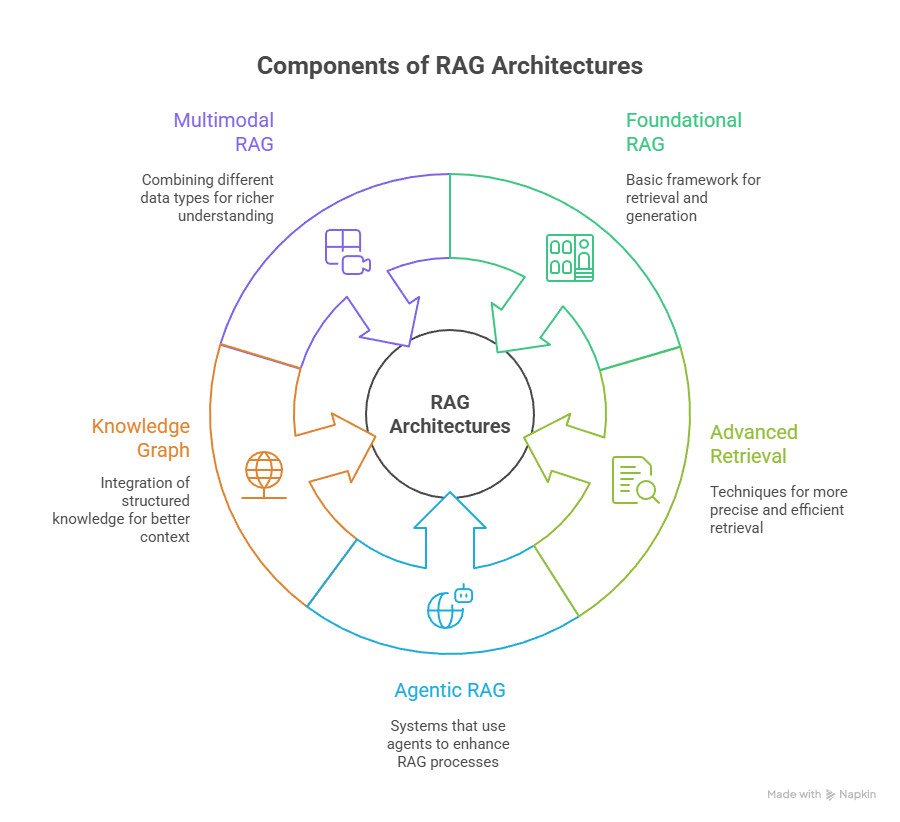 Components of RAG Architectures
Multimodal
RAG
Combining different
data types for richer
understanding
Foundational
RAG
Basic framework for
retrieval and
generation
RAG
Architectures
Knowledge
Graph
Integration of
structured
knowledge for better
context
Advanced
Retrieval
Techniques for more
precise and efficient
retrieval
Agentic RAG
Systems that use
agents to enhance
RAG processes
Made with Napkin